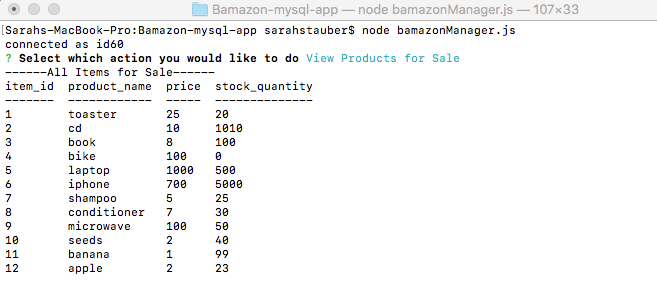 Bamazon-mysql-app — node bamazonManager.js — 107×33
[Sarahs-MacBook-Pro:Bamazon-mysql-app sarahstauber$ node bamazonManager.js
connected as id60
? Select which action you would like to do View Products for Sale
------All Items for Sale------
item_id  product_name  price  stock_quantity
-------  ------------  -----  --------------
1        toaster       25     20
2        cd            10     1010
3        book          8      100
4        bike          100    0
5        laptop        1000   500
6        iphone        700    5000
7        shampoo       5      25
8        conditioner   7      30
9        microwave     100    50
10       seeds         2      40
11       banana        1      99
12       apple         2      23